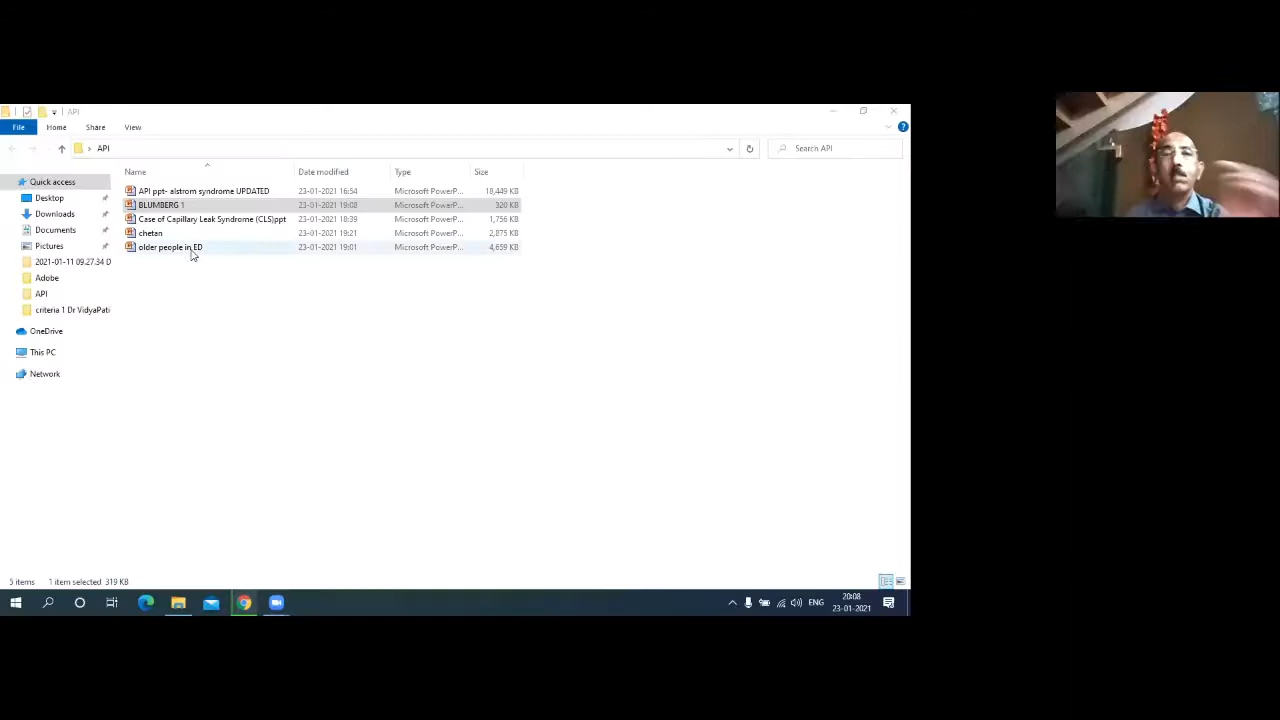 API
File Home Share View
API Search API
Name Date modified Type Size
Quick access
API ppt- alstrom syndrome UPDATED 23-01-2021 16:54 Microsoft PowerP... 18,449 KB
Desktop
BLUMBERG 1 23-01-2021 19:08 Microsoft PowerP... 320 KB
Downloads
Case of Capillary Leak Syndrome (CLS)ppt 23-01-2021 18:39 Microsoft PowerP... 1,756 KB
Documents
chetan 23-01-2021 19:21 Microsoft PowerP... 2,875 KB
Pictures
older people in ED 23-01-2021 19:01 Microsoft PowerP... 4,659 KB
2021-01-11 09.27.34 D
Adobe
API
criteria 1 Dr VidyaPati
OneDrive
This PC
Network
5 items 1 item selected 319 KB
ENG 20:08
23-01-2021